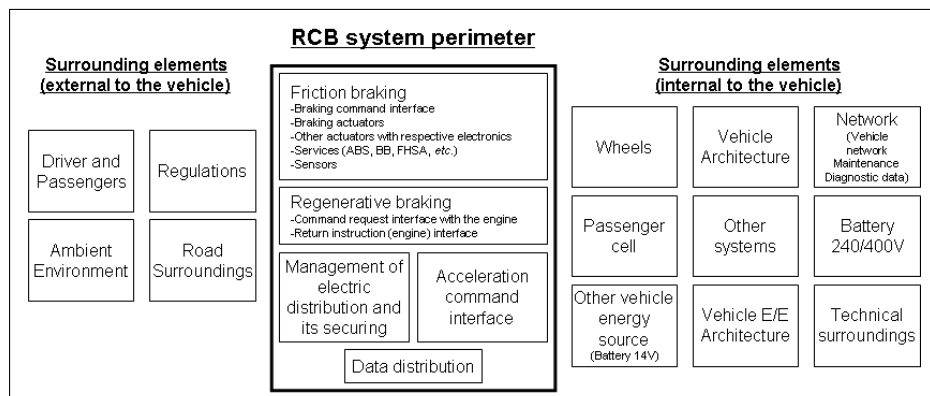 RCB system perimeter
Surrounding elements
(external to the vehicle)
Driver and
Passengers
Regulations
Ambient
Environment
Road
Surroundings
Friction braking
-Braking command interface
-Braking actuators
-Other actuators with respective electronics
-Services (ABS, BB, FHSA, etc.)
-Sensors
Regenerative braking
-Command request interface with the engine
-Return instruction (engine) interface
Management of
electric
distribution and
its securing
Acceleration
command
interface
Data distribution
Surrounding elements
(internal to the vehicle)
Wheels
Vehicle
Architecture
Network
(Vehicle
network
Maintenance
Diagnostic data)
Passenger
cell
Other
systems
Battery
240/400V
Other vehicle
energy
source
(Battery 14V)
Vehicle E/E
Architecture
Technical
surroundings